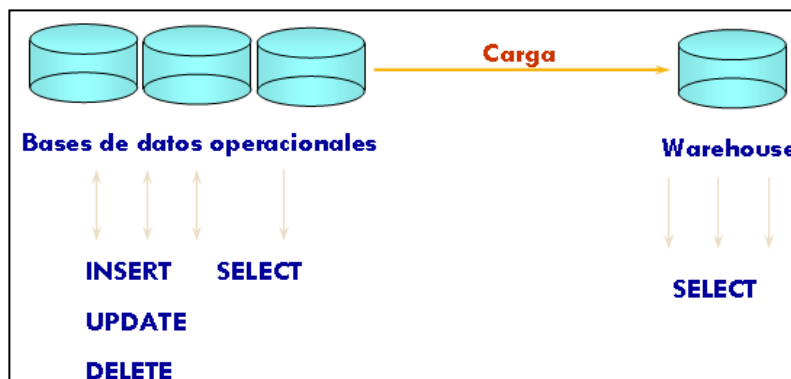 Carga
Bases de datos operacionales
Warehouse
INSERT SELECT
SELECT
UPDATE
DELETE